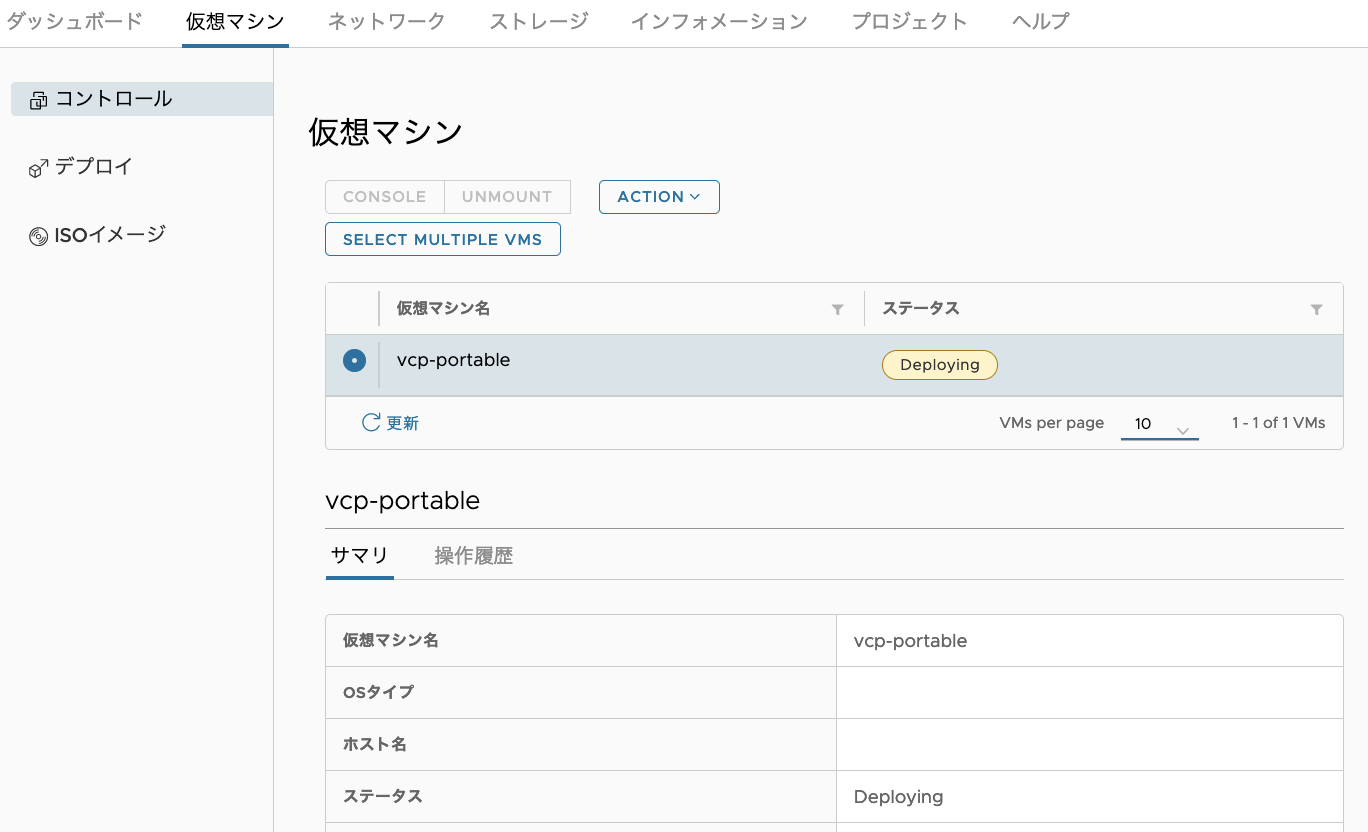 ダッシュボード 仮想マシン ネットワーク ストレージ インフォメーション プロジェクト ヘルプ
コントロール
デプロイ
ISOイメージ
仮想マシン
CONSOLE UNMOUNT ACTION
SELECT MULTIPLE VMS
仮想マシン名 ステータス
vcp-portable Deploying
更新 VMs per page 10 1 - 1 of 1 VMs
vcp-portable
サマリ 操作履歴
仮想マシン名 vcp-portable
OSタイプ
ホスト名
ステータス Deploying